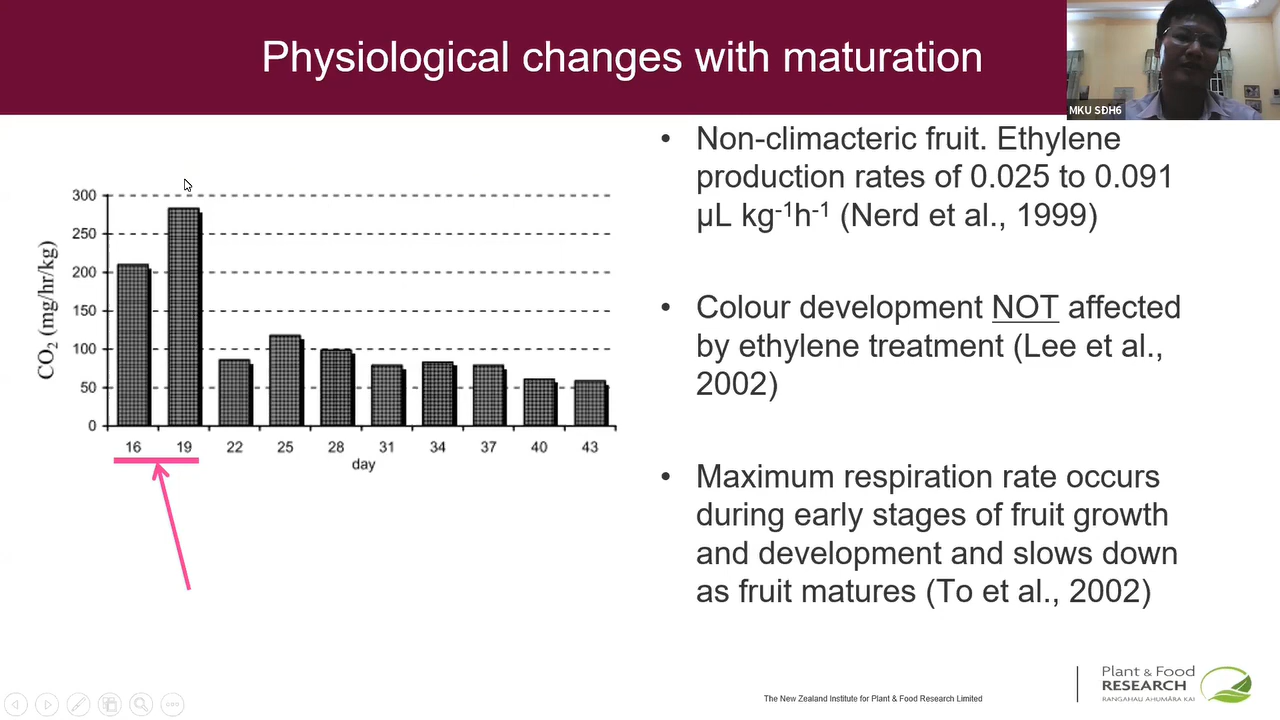 Physiological changes with maturation
MKU SĐH6
• Non-climacteric fruit. Ethylene
production rates of 0.025 to 0.091
µL kg-1h-1 (Nerd et al., 1999)
• Colour development NOT affected
by ethylene treatment (Lee et al.,
2002)
• Maximum respiration rate occurs
during early stages of fruit growth
and development and slows down
as fruit matures (To et al., 2002)
CO2 (mg/hr/kg)
300
250
200
150
100
50
0
16 19 22 25 28 31 34 37 40 43
day
The New Zealand Institute for Plant & Food Research Limited
Plant & Food
RESEARCH
RANGAHAU AHUMĀRA KAI